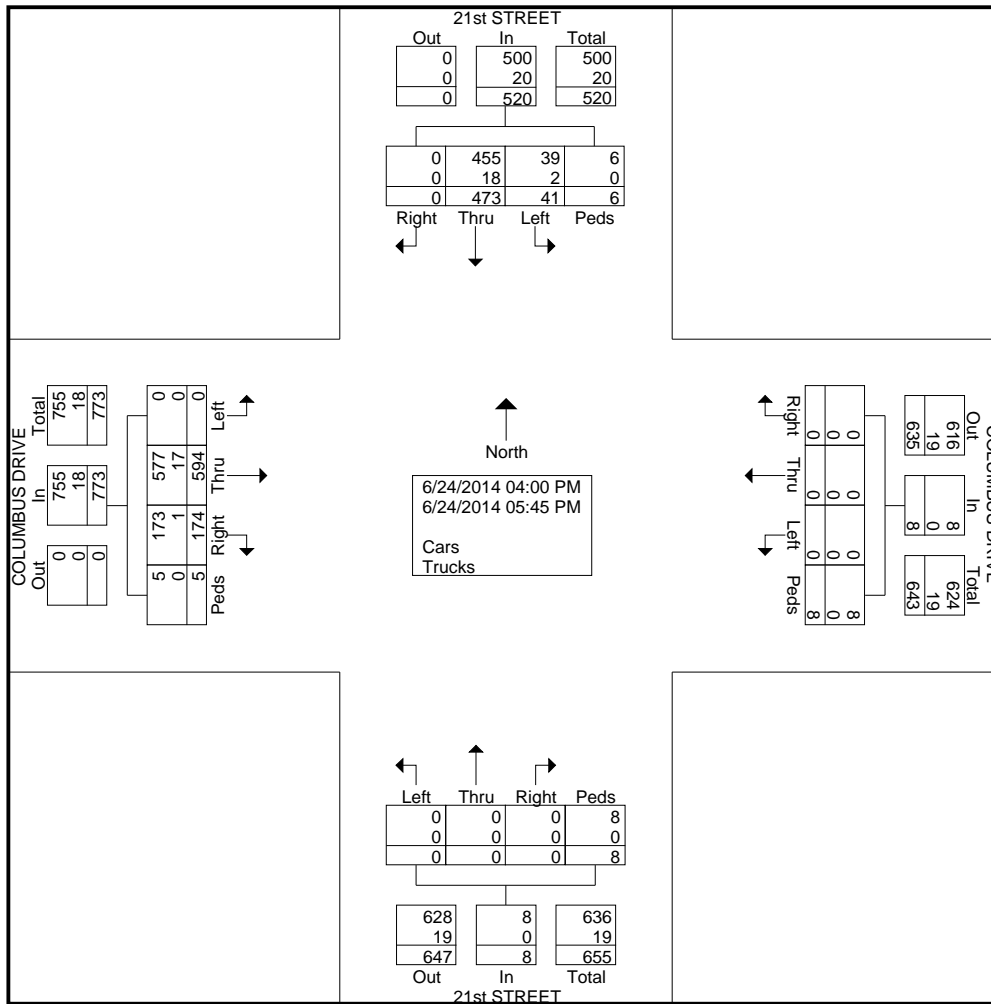 21st STREET
Out In Total
0 500 500
0 20 20
0 520 520
0 455 39 6
0 18 2 0
0 473 41 6
Right Thru Left Peds
COLUMBUS DRIVE
Total In Out
755 755 0
18 18 0
773 773 0
0 577 173 5
0 17 1 0
0 594 174 5
Left Thru Right Peds
North
6/24/2014 04:00 PM
6/24/2014 05:45 PM
Cars
Trucks
Right Thru Left Peds
0 0 0 8
0 0 0 0
0 0 0 8
635 8 643
19 0 19
616 8 624
Out In Total
COLUMBUS DRIVE
Left Thru Right Peds
0 0 0 8
0 0 0 0
0 0 0 8
628 8 636
19 0 19
647 8 655
Out In Total
21st STREET